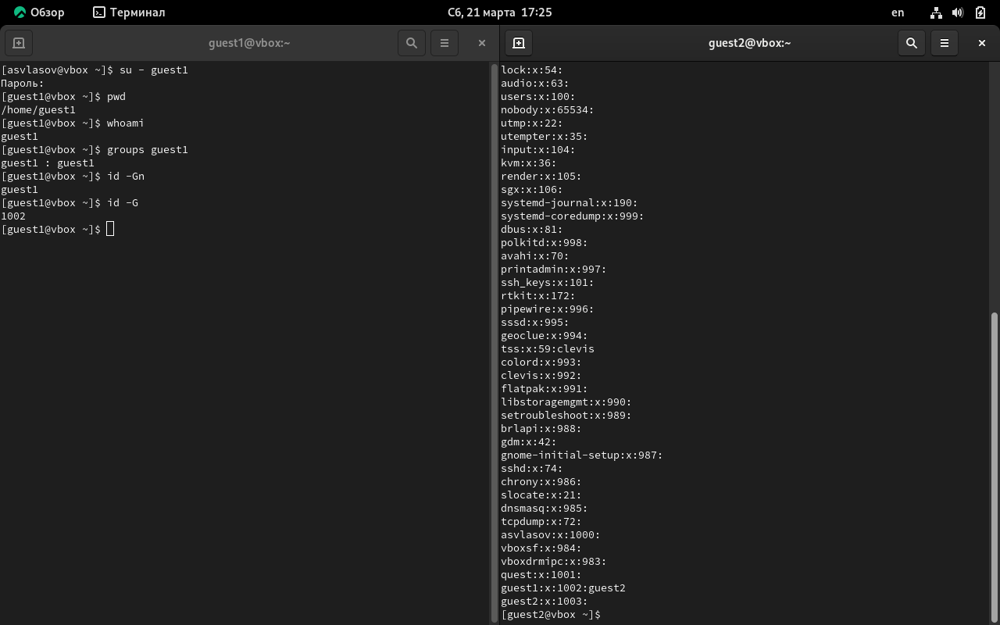 Обзор
Терминал
Сб, 21 марта 17:25
en
guest1@vbox:~
[asvlasov@vbox ~]$ su - guest1
Пароль:
[guest1@vbox ~]$ pwd
/home/guest1
[guest1@vbox ~]$ whoami
guest1
[guest1@vbox ~]$ groups guest1
guest1 : guest1
[guest1@vbox ~]$ id -Gn
guest1
[guest1@vbox ~]$ id -G
1002
[guest1@vbox ~]$
guest2@vbox:~
lock:x:54:
audio:x:63:
users:x:100:
nobody:x:65534:
utmp:x:22:
utempter:x:35:
input:x:104:
kvm:x:36:
render:x:105:
sgx:x:106:
systemd-journal:x:190:
systemd-coredump:x:999:
dbus:x:81:
polkitd:x:998:
avahi:x:70:
printadmin:x:997:
ssh_keys:x:101:
rtkit:x:172:
pipewire:x:996:
sssd:x:995:
geoclue:x:994:
tss:x:59:clevis
colord:x:993:
clevis:x:992:
flatpak:x:991:
libstoragemgmt:x:990:
setroubleshoot:x:989:
brlapi:x:988:
gdm:x:42:
gnome-initial-setup:x:987:
sshd:x:74:
chrony:x:986:
slocate:x:21:
dnsmasq:x:985:
tcpdump:x:72:
asvlasov:x:1000:
vboxsf:x:984:
vboxdrmipc:x:983:
quest:x:1001:
guest1:x:1002:guest2
guest2:x:1003:
[guest2@vbox ~]$